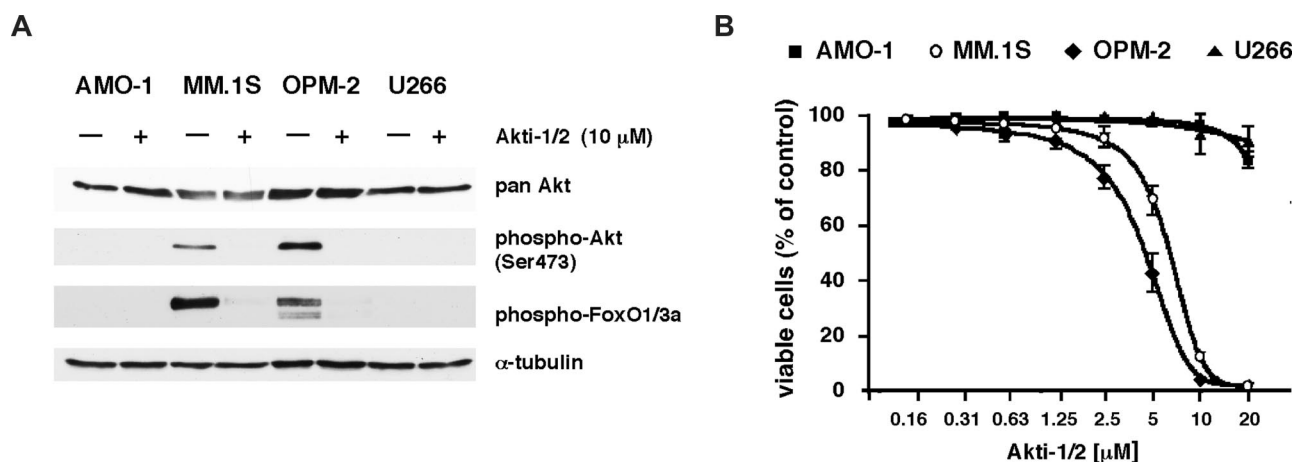 A
AMO-1 MM.1S OPM-2 U266
— + — + — + — + Akti-1/2 (10 μM)
pan Akt
phospho-Akt
(Ser473)
phospho-FoxO1/3a
α-tubulin
B
AMO-1 MM.1S OPM-2 U266
viable cells (% of control)
100
80
60
40
20
0
0.16 0.31 0.63 1.25 2.5 5 10 20
Akti-1/2 [μM]